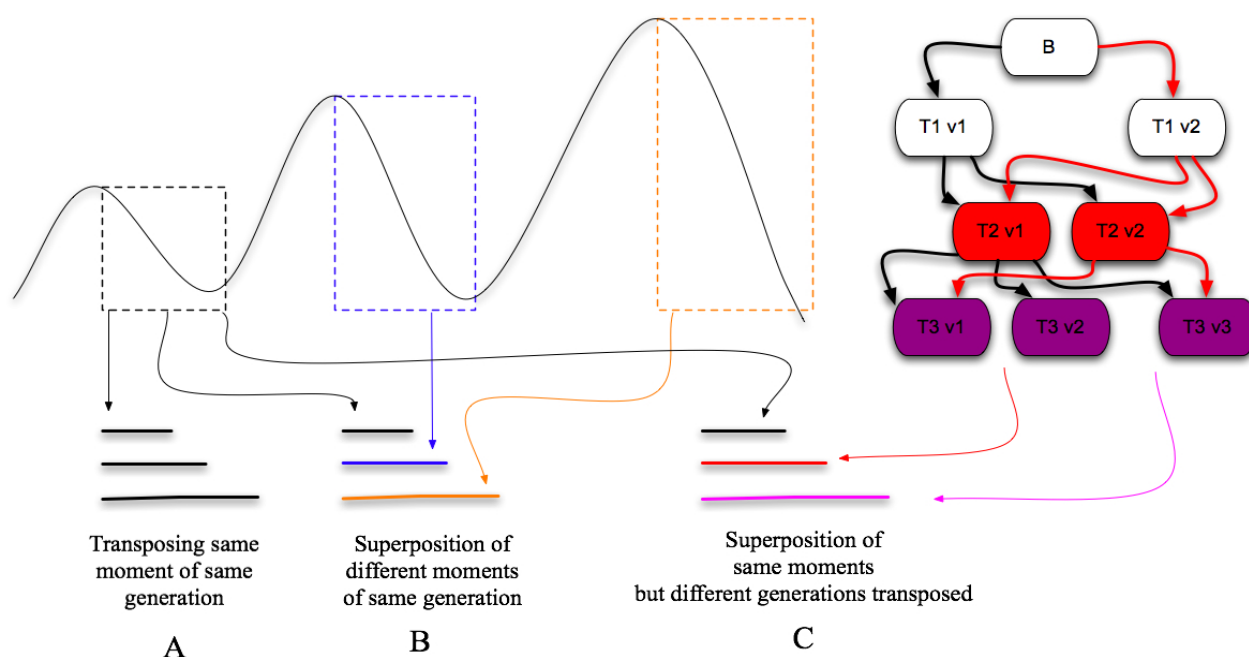 B
T1 v1
T1 v2
T2 v1
T2 v2
T3 v1
T3 v2
T3 v3
Transposing same
moment of same
generation
A
Superposition of
different moments
of same generation
B
Superposition of
same moments
but different generations transposed
C